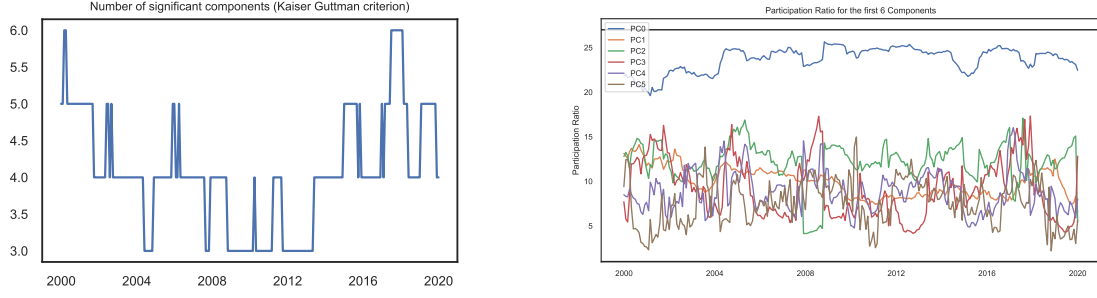 Number of significant components (Kaiser Guttman criterion)
6.0
5.5
5.0
4.5
4.0
3.5
3.0
2000 2004 2008 2012 2016 2020
Participation Ratio for the first 6 Components
Participation Ratio
25
20
15
10
5
PC0
PC1
PC2
PC3
PC4
PC5
2000 2004 2008 2012 2016 2020